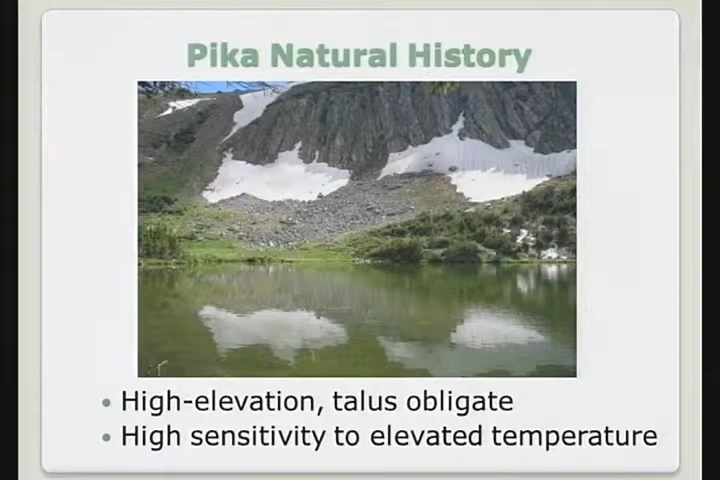 Pika Natural History
• High-elevation, talus obligate
• High sensitivity to elevated temperature